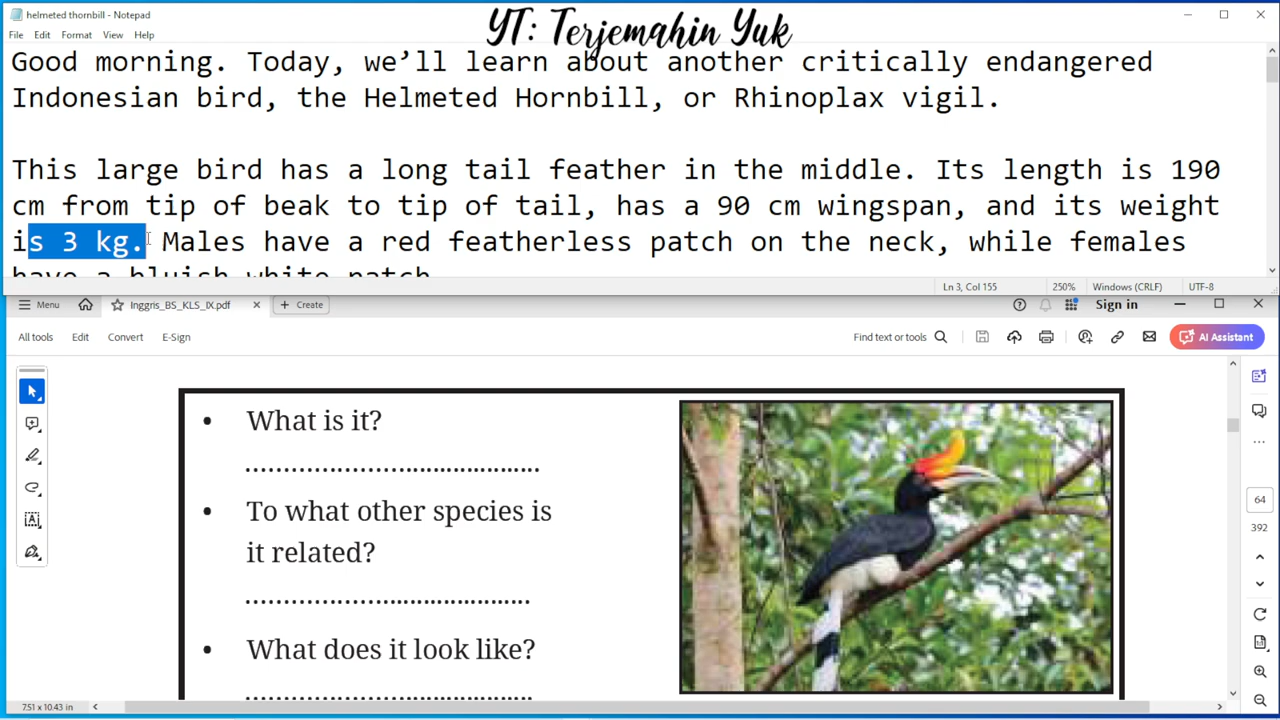 helmeted thornbill - Notepad
YT: Terjemahin Yuk
File Edit Format View Help
Good morning. Today, we’ll learn about another critically endangered
Indonesian bird, the Helmeted Hornbill, or Rhinoplax vigil.
This large bird has a long tail feather in the middle. Its length is 190
cm from tip of beak to tip of tail, has a 90 cm wingspan, and its weight
is 3 kg. Males have a red featherless patch on the neck, while females
have a bluish white patch
Ln 3, Col 155 250% Windows (CRLF) UTF-8
Menu Inggris_BS_KLS_IX.pdf + Create Sign in
All tools Edit Convert E-Sign Find text or tools AI Assistant
• What is it?
.......................................
• To what other species is
it related?
.....................................
• What does it look like?
......................................
64
392
7.51 x 10.43 in